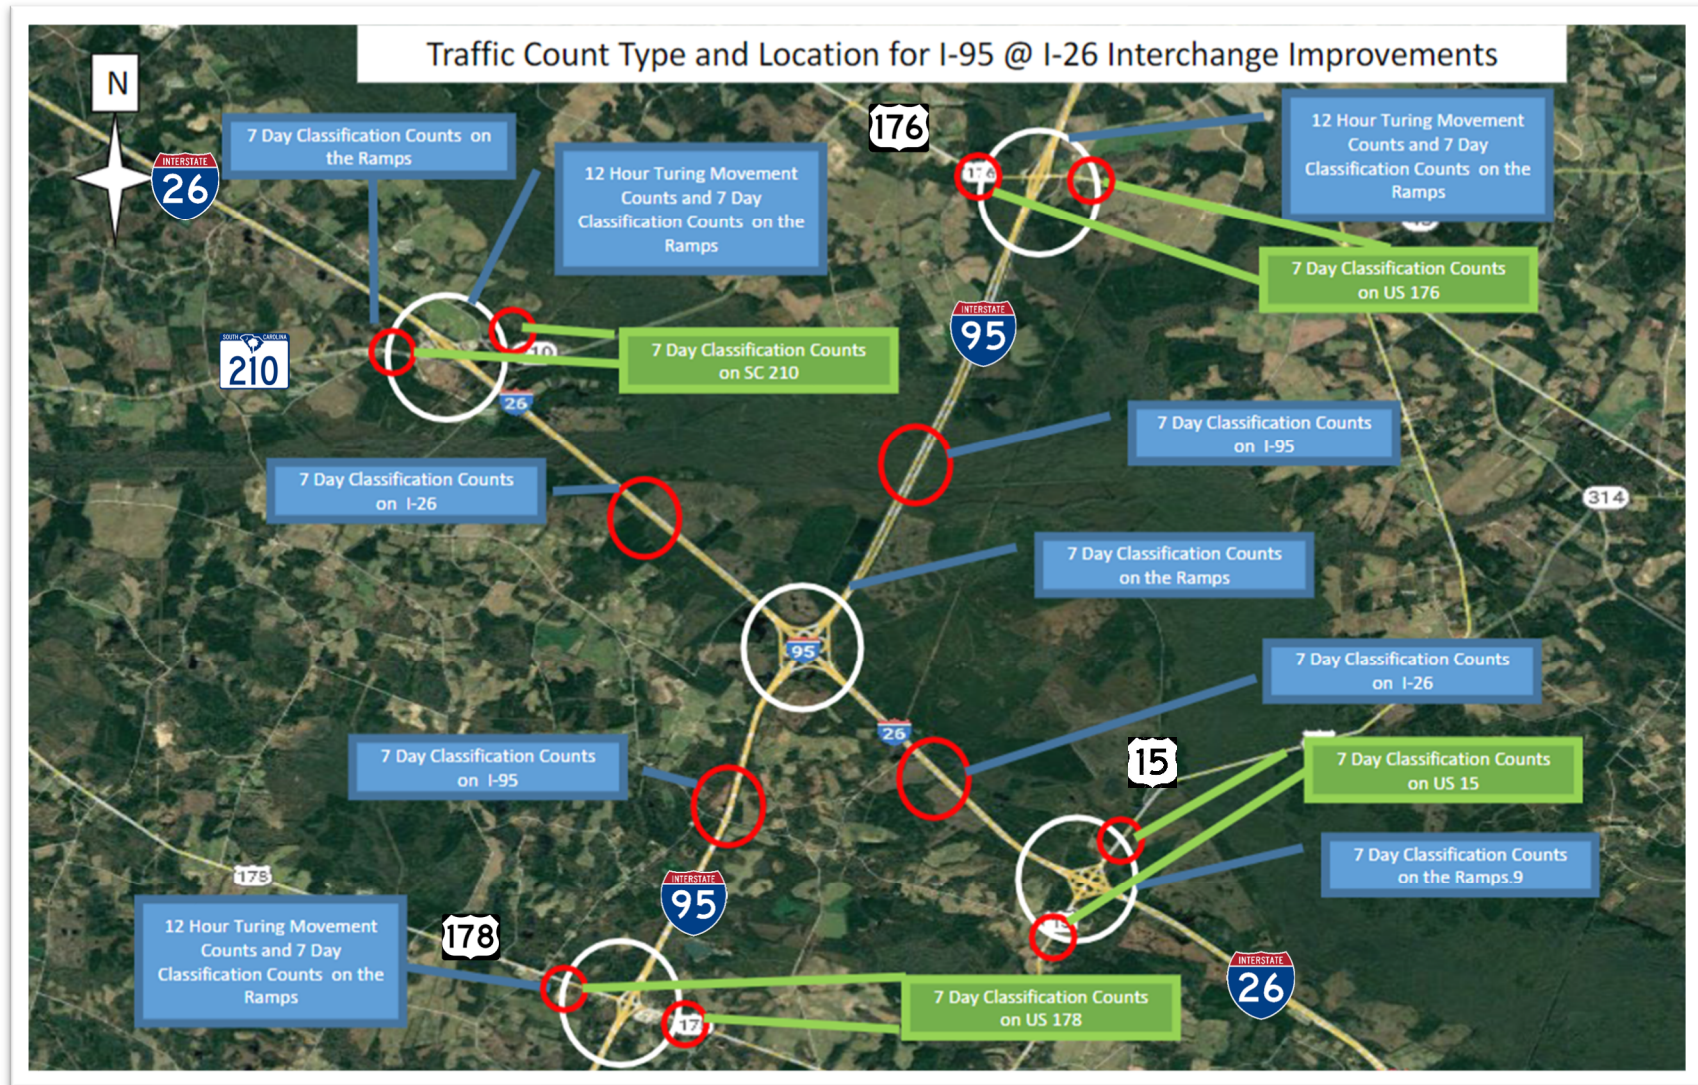 Traffic Count Type and Location for I-95 @ I-26 Interchange Improvements
N
INTERSTATE
26
7 Day Classification Counts on
the Ramps
12 Hour Turing Movement
Counts and 7 Day
Classification Counts on the
Ramps
176
176
12 Hour Turing Movement
Counts and 7 Day
Classification Counts on the
Ramps
7 Day Classification Counts
on US 176
INTERSTATE
95
SOUTH CAROLINA
210
10
7 Day Classification Counts
on SC 210
26
7 Day Classification Counts
on I-95
7 Day Classification Counts
on I-26
314
7 Day Classification Counts
on the Ramps
95
7 Day Classification Counts
on I-26
26
15
7 Day Classification Counts
on I-95
7 Day Classification Counts
on US 15
7 Day Classification Counts
on the Ramps.9
178
INTERSTATE
95
15
12 Hour Turing Movement
Counts and 7 Day
Classification Counts on the
Ramps
178
INTERSTATE
26
7 Day Classification Counts
on US 178
17